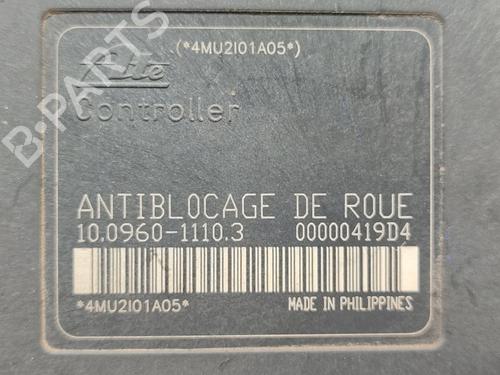 (*4MU2I01A05*)
Ate
Controller
B-PARTS
ANTIBLOCAGE DE ROUE
10.0960-1110.3 00000419D4
*4MU2I01A05* MADE IN PHILIPPINES